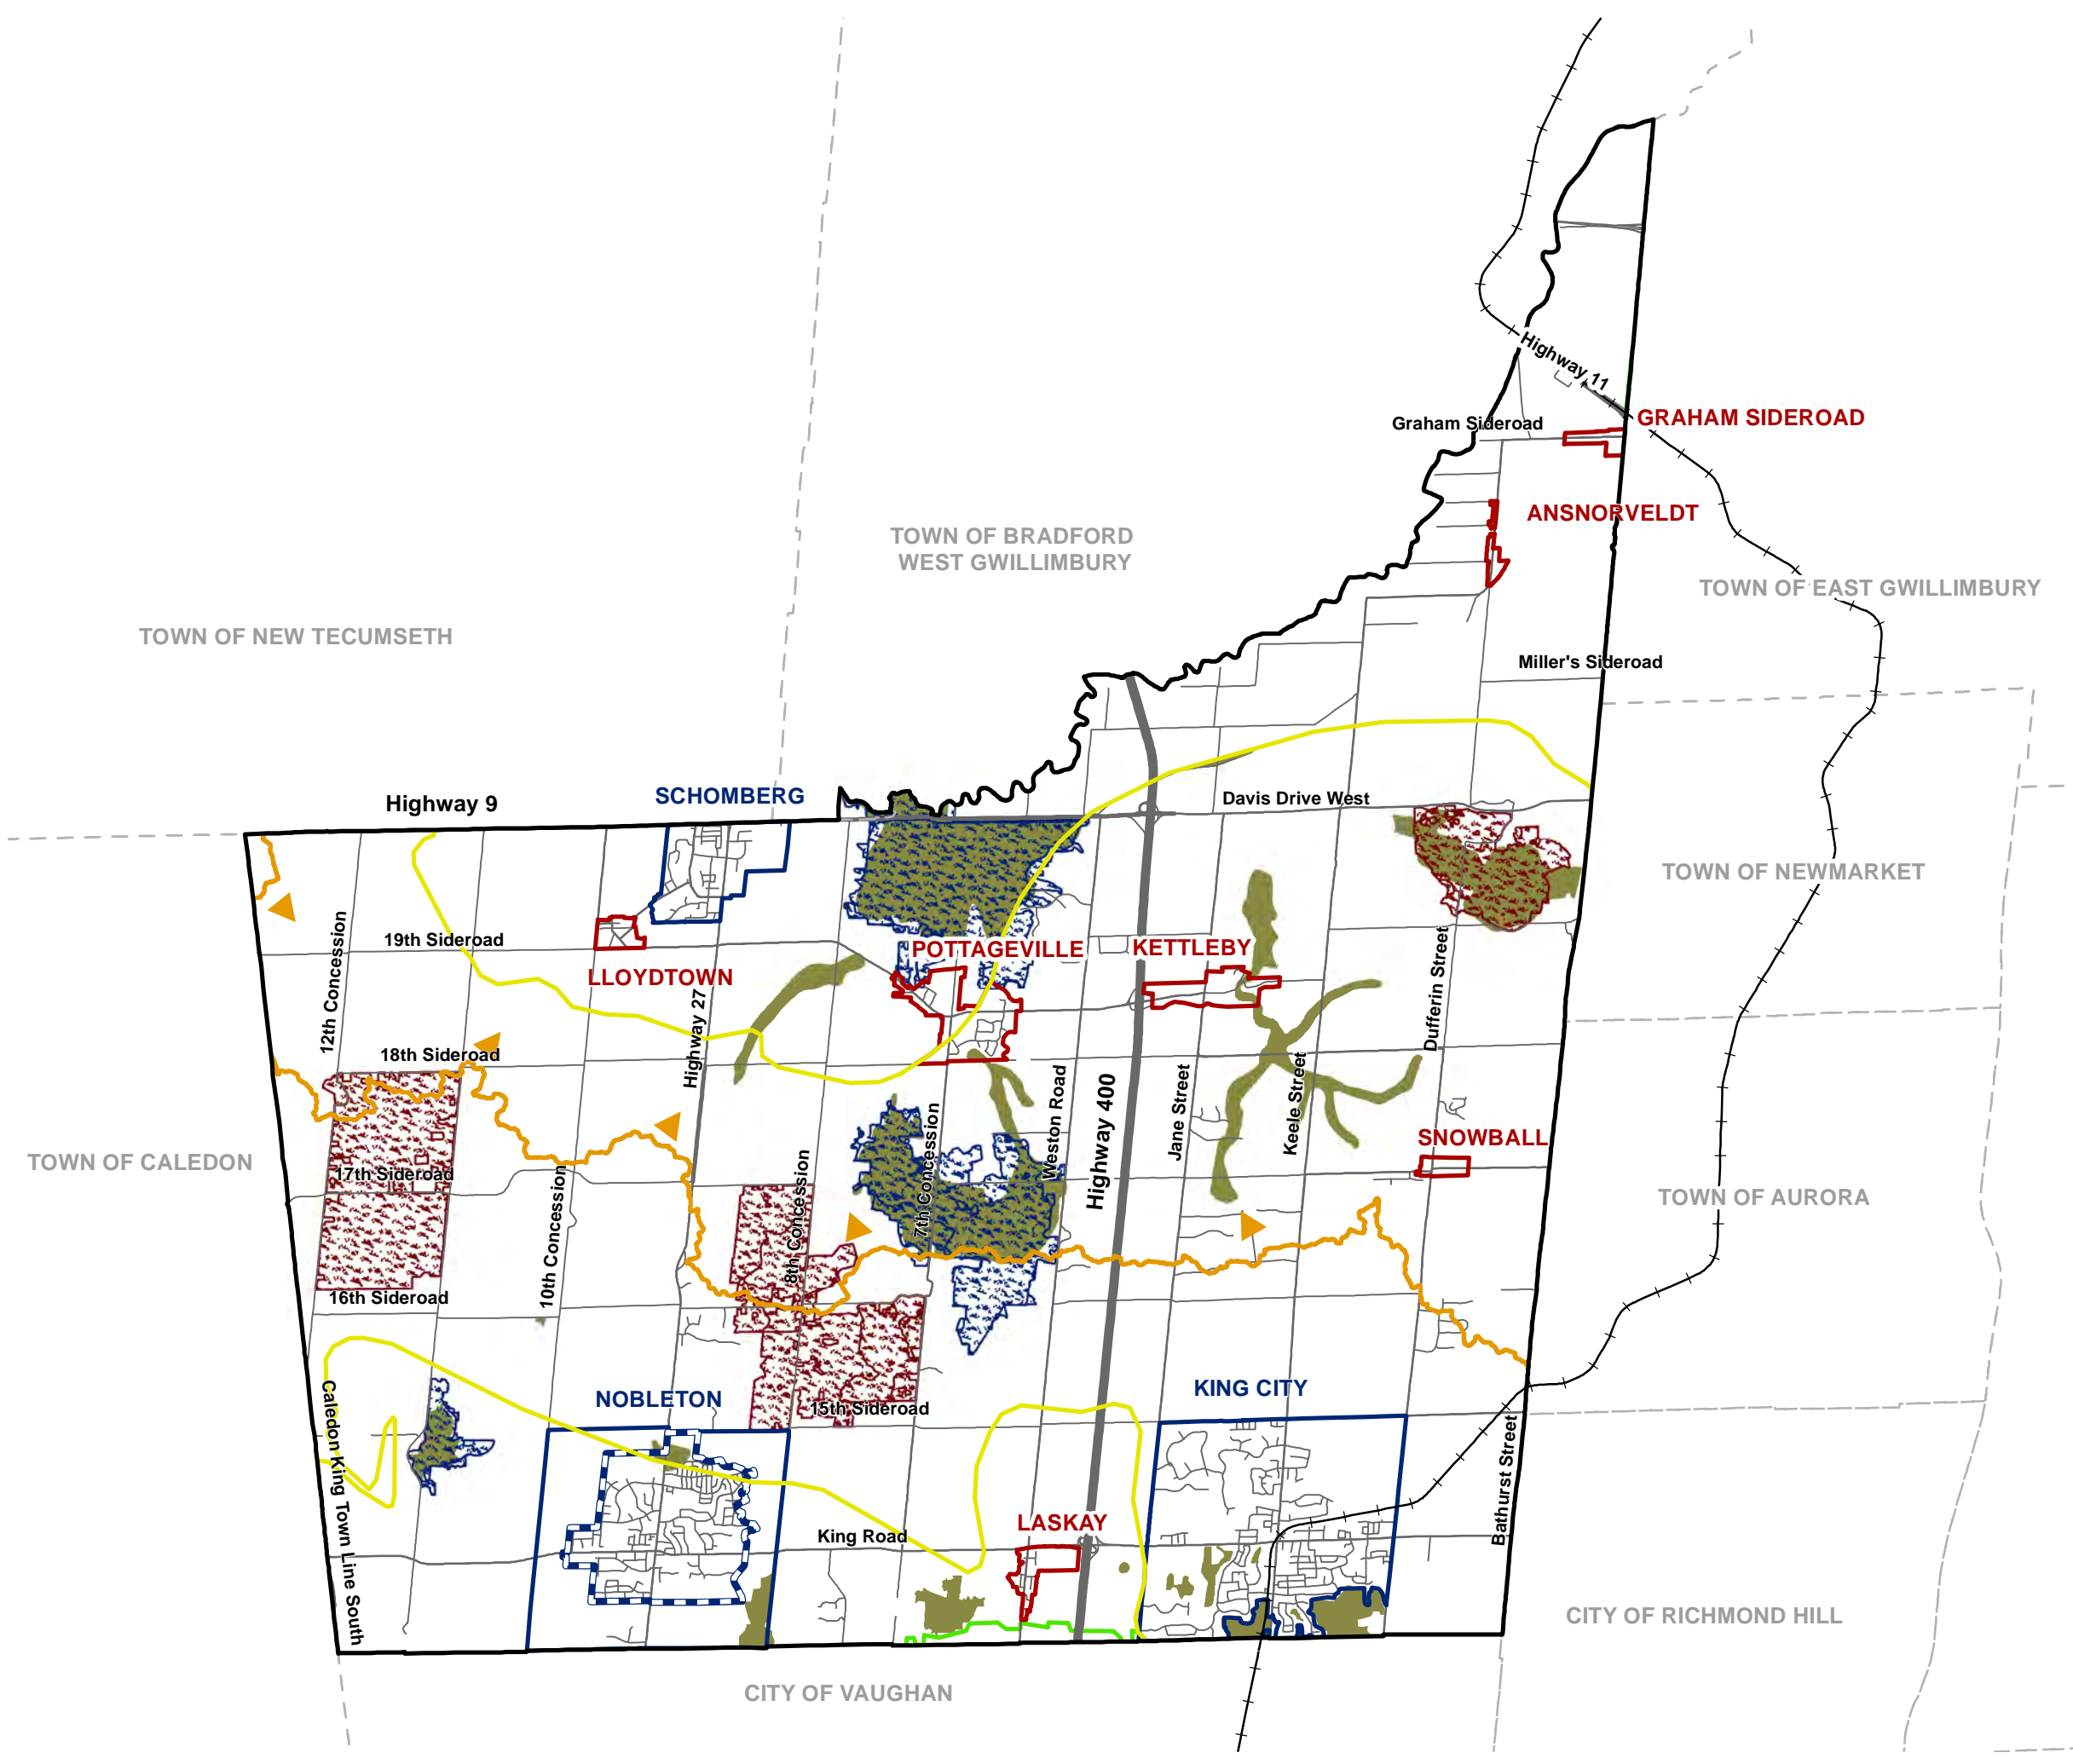 Highway 11
Graham Sideroad
GRAHAM SIDEROAD
ANSNORVELDT
TOWN OF BRADFORD
WEST GWILLIMBURY
TOWN OF EAST GWILLIMBURY
TOWN OF NEW TECUMSETH
Miller's Sideroad
Highway 9
SCHOMBERG
Davis Drive West
TOWN OF NEWMARKET
12th Concession
19th Sideroad
LLOYDTOWN
Highway 27
POTTAGEVILLE
KETTLEBY
Dufferin Street
18th Sideroad
Weston Road
Highway 400
Jane Street
Keele Street
SNOWBALL
TOWN OF CALEDON
17th Sideroad
10th Concession
8th Concession
7th Concession
TOWN OF AURORA
16th Sideroad
Caledon King Town Line South
NOBLETON
15th Sideroad
KING CITY
Bathurst Street
King Road
LASKAY
CITY OF RICHMOND HILL
CITY OF VAUGHAN